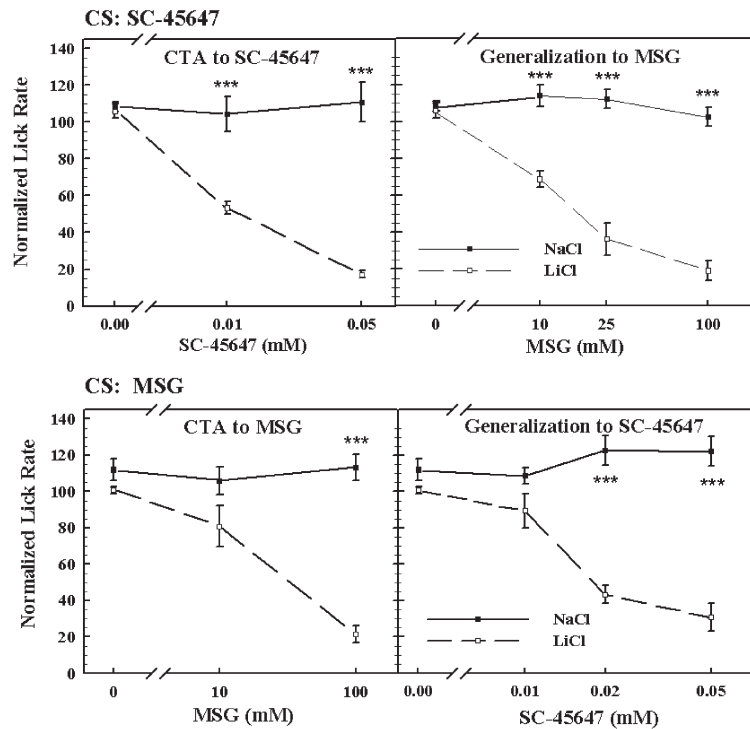 CS: SC-45647
CTA to SC-45647
Generalization to MSG
Normalized Lick Rate
140
120
100
80
60
40
20
0
***
***
***
***
***
NaCl
LiCl
0.00
0.01
0.05
SC-45647 (mM)
0
10
25
100
MSG (mM)
CS: MSG
CTA to MSG
Generalization to SC-45647
Normalized Lick Rate
140
120
100
80
60
40
20
0
***
***
***
NaCl
LiCl
0
10
100
MSG (mM)
0.00
0.01
0.02
0.05
SC-45647 (mM)